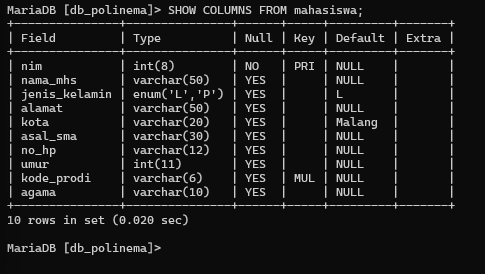 MariaDB [db_polinema]> SHOW COLUMNS FROM mahasiswa;
+---------------+---------------+------+-----+---------+-------+
| Field         | Type          | Null | Key | Default | Extra |
+---------------+---------------+------+-----+---------+-------+
| nim           | int(8)        | NO   | PRI | NULL    |       |
| nama_mhs      | varchar(50)   | YES  |     | NULL    |       |
| jenis_kelamin | enum('L','P') | YES  |     | L       |       |
| alamat        | varchar(50)   | YES  |     | NULL    |       |
| kota          | varchar(20)   | YES  |     | Malang  |       |
| asal_sma      | varchar(30)   | YES  |     | NULL    |       |
| no_hp         | varchar(12)   | YES  |     | NULL    |       |
| umur          | int(11)       | YES  |     | NULL    |       |
| kode_prodi    | varchar(6)    | YES  | MUL | NULL    |       |
| agama         | varchar(10)   | YES  |     | NULL    |       |
+---------------+---------------+------+-----+---------+-------+
10 rows in set (0.020 sec)
MariaDB [db_polinema]>